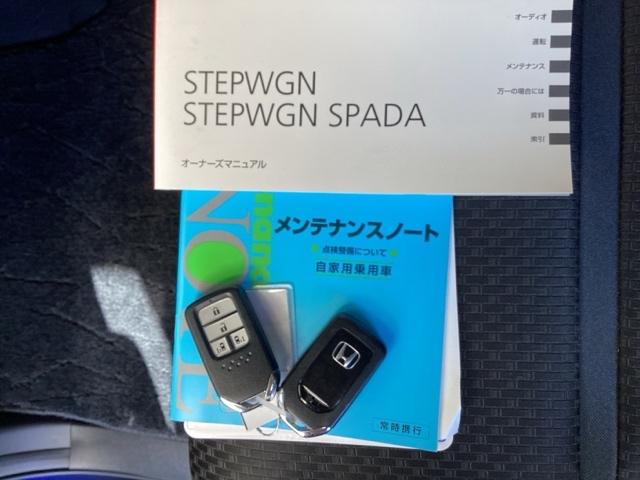 オーディオ
運転
メンテナンス
万一の場合には
資料
索引
STEPWGN
STEPWGN SPADA
オーナーズマニュアル
メンテナンスノート
点検整備について
自家用乗用車
NOTE
常時携行